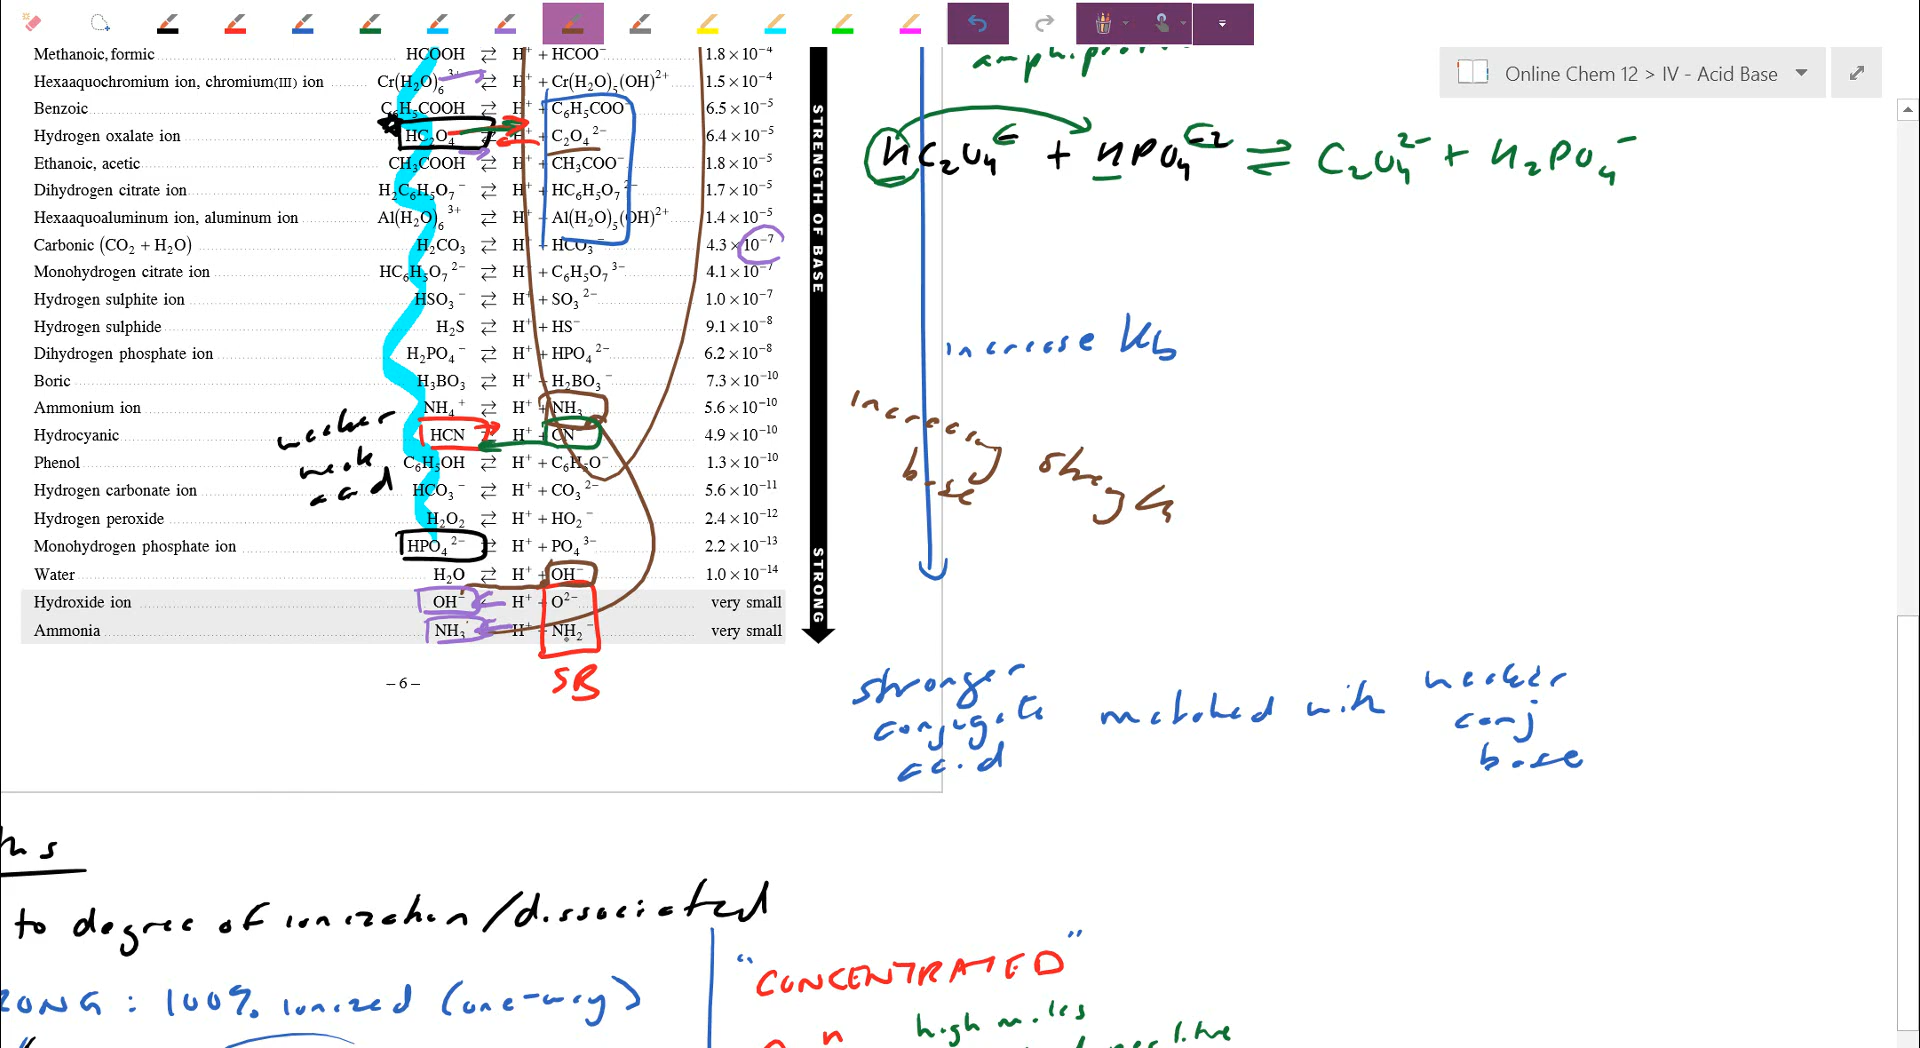 Online Chem 12 > IV - Acid Base
Methanoic, formic HCOOH ⇄ H⁺ + HCOO⁻ 1.8×10⁻⁴
Hexaaquochromium ion, chromium(III) ion Cr(H₂O)₆³⁺ ⇄ H⁺ + Cr(H₂O)₅(OH)²⁺ 1.5×10⁻⁴
Benzoic C₆H₅COOH ⇄ H⁺ + C₆H₅COO⁻ 6.5×10⁻⁵
Hydrogen oxalate ion HC₂O₄⁻ ⇄ H⁺ + C₂O₄²⁻ 6.4×10⁻⁵
Ethanoic, acetic CH₃COOH ⇄ H⁺ + CH₃COO⁻ 1.8×10⁻⁵
Dihydrogen citrate ion H₂C₆H₅O₇⁻ ⇄ H⁺ + HC₆H₅O₇²⁻ 1.7×10⁻⁵
Hexaaquoaluminum ion, aluminum ion Al(H₂O)₆³⁺ ⇄ H⁺ + Al(H₂O)₅(OH)²⁺ 1.4×10⁻⁵
Carbonic (CO₂ + H₂O) H₂CO₃ ⇄ H⁺ + HCO₃⁻ 4.3×10⁻⁷
Monohydrogen citrate ion HC₆H₅O₇²⁻ ⇄ H⁺ + C₆H₅O₇³⁻ 4.1×10⁻⁷
Hydrogen sulphite ion HSO₃⁻ ⇄ H⁺ + SO₃²⁻ 1.0×10⁻⁷
Hydrogen sulphide H₂S ⇄ H⁺ + HS⁻ 9.1×10⁻⁸
Dihydrogen phosphate ion H₂PO₄⁻ ⇄ H⁺ + HPO₄²⁻ 6.2×10⁻⁸
Boric H₃BO₃ ⇄ H⁺ + H₂BO₃⁻ 7.3×10⁻¹⁰
Ammonium ion NH₄⁺ ⇄ H⁺ + NH₃ 5.6×10⁻¹⁰
Hydrocyanic HCN ⇄ H⁺ + CN⁻ 4.9×10⁻¹⁰
Phenol C₆H₅OH ⇄ H⁺ + C₆H₅O⁻ 1.3×10⁻¹⁰
Hydrogen carbonate ion HCO₃⁻ ⇄ H⁺ + CO₃²⁻ 5.6×10⁻¹¹
Hydrogen peroxide H₂O₂ ⇄ H⁺ + HO₂⁻ 2.4×10⁻¹²
Monohydrogen phosphate ion HPO₄²⁻ ⇄ H⁺ + PO₄³⁻ 2.2×10⁻¹³
Water H₂O ⇄ H⁺ + OH⁻ 1.0×10⁻¹⁴
Hydroxide ion OH⁻ ← H⁺ + O²⁻ very small
Ammonia NH₃ ← H⁺ + NH₂⁻ very small
–6–
SB
weaker
weak
acid
STRENGTH OF BASE
STRONG
HC₂O₄⁻ + HPO₄⁻² ⇌ C₂O₄²⁻ + H₂PO₄⁻
increase Kb
increasing
base
strength
stronger
conjugate
acid
matched with
weaker
conj
base
to degree of ionization/dissociated
RONG : 100% ionized (one-way)
"CONCENTRATED"
high moles